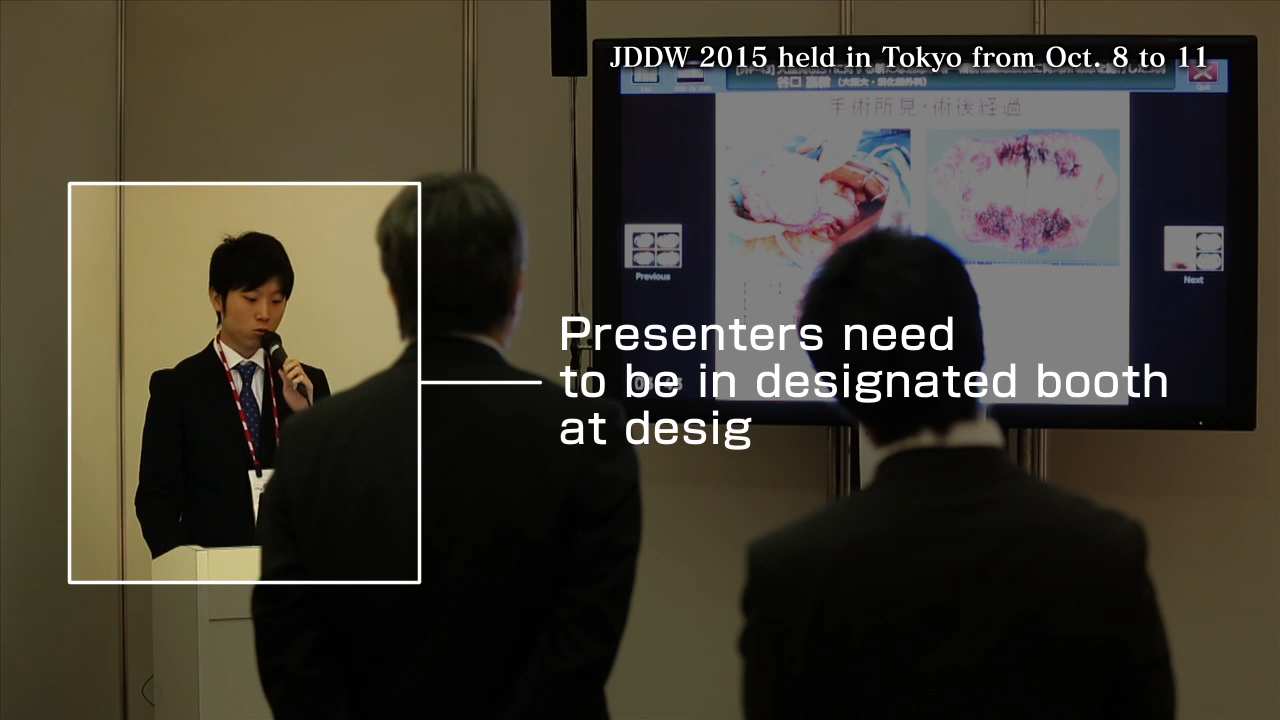 JDDW 2015 held in Tokyo from Oct. 8 to 11
手術所見・術後経過
Previous
Next
Presenters need
to be in designated booth
at desig